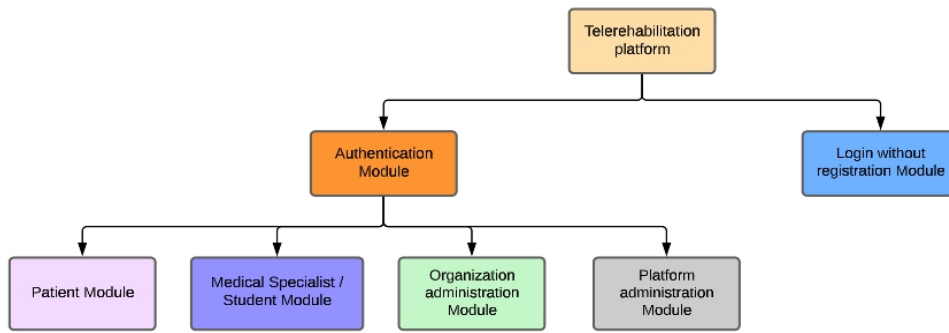 Telerehabilitation
platform
Authentication
Module
Login without
registration Module
Patient Module
Medical Specialist /
Student Module
Organization
administration
Module
Platform
administration
Module